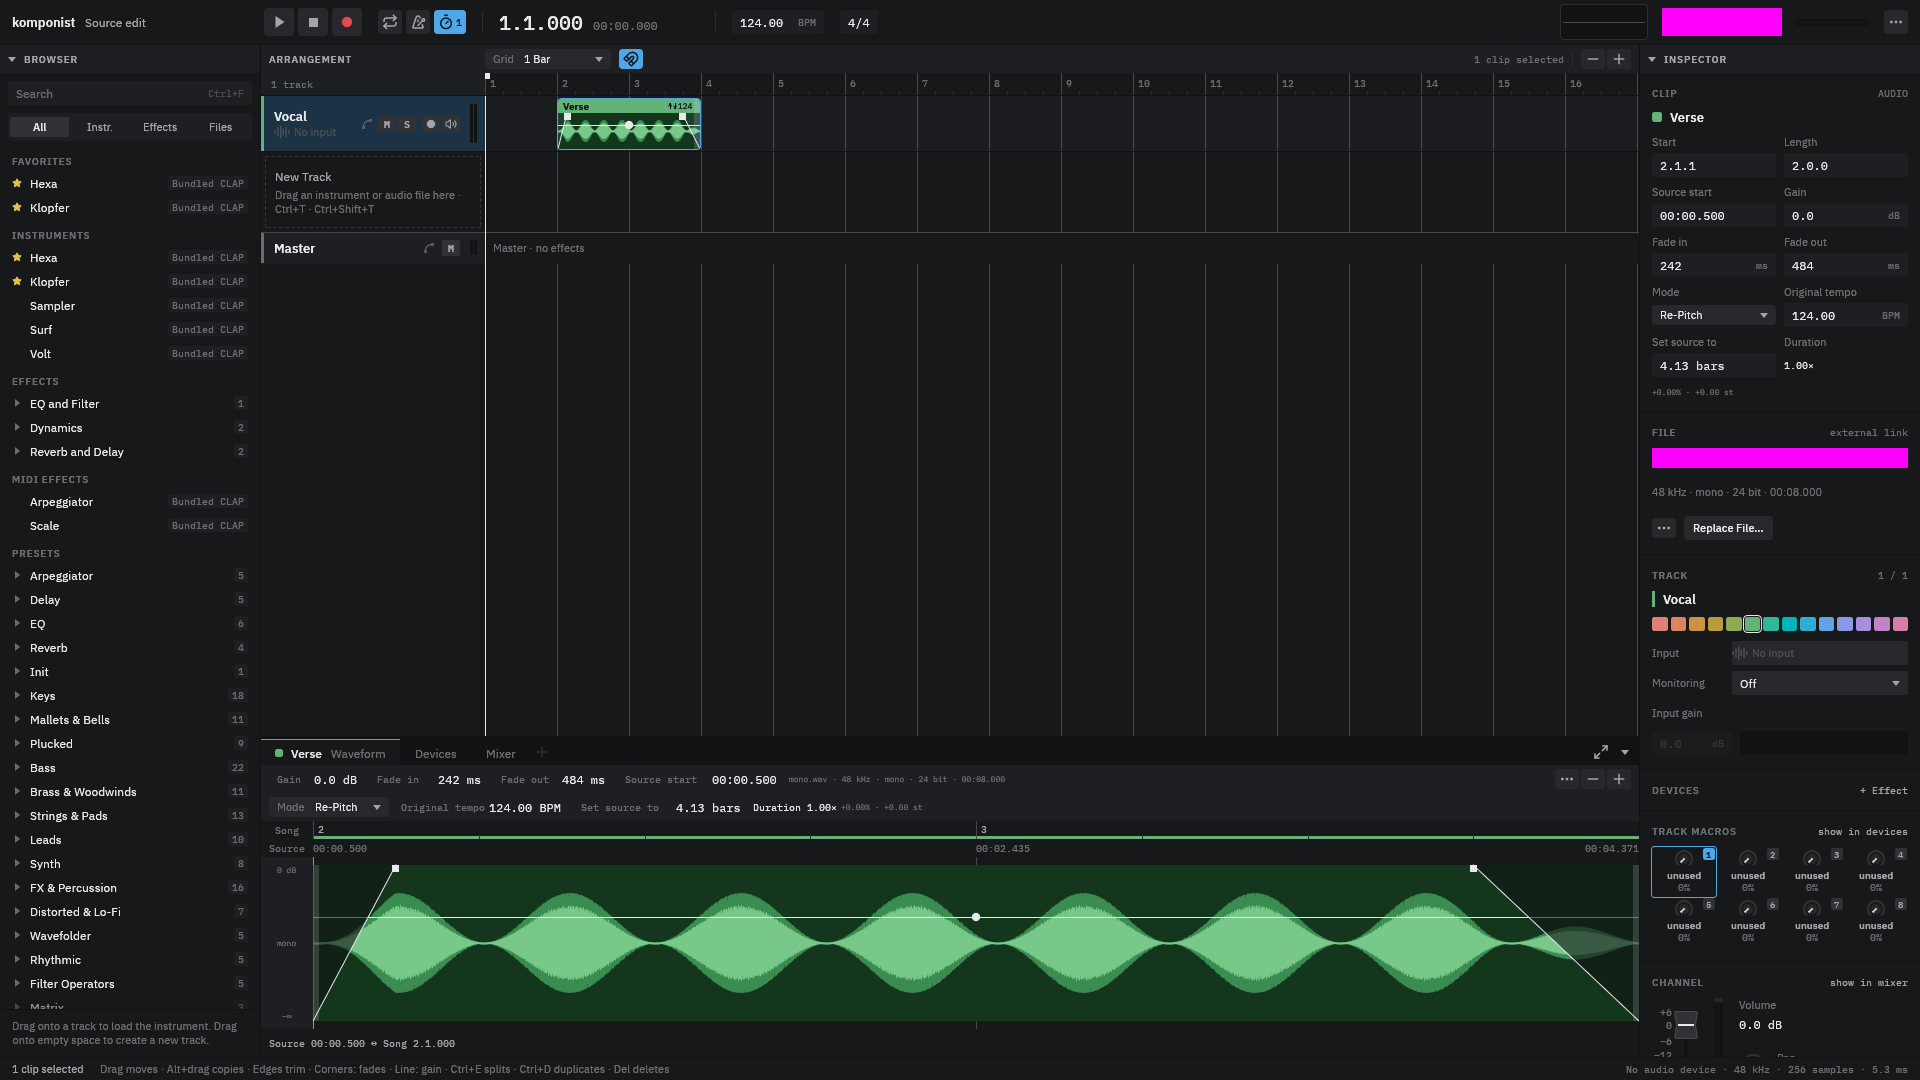 komponist Source edit
1
1.1.000 00:00.000
124.00 BPM
4/4
BROWSER
Search Ctrl+F
All Instr. Effects Files
FAVORITES
Hexa Bundled CLAP
Klopfer Bundled CLAP
INSTRUMENTS
Hexa Bundled CLAP
Klopfer Bundled CLAP
Sampler Bundled CLAP
Surf Bundled CLAP
Volt Bundled CLAP
EFFECTS
EQ and Filter 1
Dynamics 2
Reverb and Delay 2
MIDI EFFECTS
Arpeggiator Bundled CLAP
Scale Bundled CLAP
PRESETS
Arpeggiator 5
Delay 5
EQ 6
Reverb 4
Init 1
Keys 18
Mallets & Bells 11
Plucked 9
Bass 22
Brass & Woodwinds 11
Strings & Pads 13
Leads 10
Synth 9
FX & Percussion 16
Distorted & Lo-Fi 7
Wavefolder 5
Rhythmic 5
Filter Operators 5
Matrix 3
Drag onto a track to load the instrument. Drag
onto empty space to create a new track.
ARRANGEMENT
Grid 1 Bar
1 clip selected
1 track
1 2 3 4 5 6 7 8 9 10 11 12 13 14 15 16
Vocal
No input
M S
Verse 124
New Track
Drag an instrument or audio file here ·
Ctrl+T · Ctrl+Shift+T
Master M
Master · no effects
Verse Waveform Devices Mixer
Gain 0.0 dB Fade in 242 ms Fade out 484 ms Source start 00:00.500 mono.wav · 48 kHz · mono · 24 bit · 00:08.000
Mode Re-Pitch Original tempo 124.00 BPM Set source to 4.13 bars Duration 1.00× +0.00% · +0.00 st
Song 2 3
Source 00:00.500 00:02.435 00:04.371
0 dB
mono
-∞
Source 00:00.500 ⇔ Song 2.1.000
INSPECTOR
CLIP AUDIO
Verse
Start Length
2.1.1 2.0.0
Source start Gain
00:00.500 0.0 dB
Fade in Fade out
242 ms 484 ms
Mode Original tempo
Re-Pitch 124.00 BPM
Set source to Duration
4.13 bars 1.00×
+0.00% · +0.00 st
FILE external link
48 kHz · mono · 24 bit · 00:08.000
Replace File...
TRACK 1 / 1
Vocal
Input No input
Monitoring Off
Input gain
0.0 dB
DEVICES + Effect
TRACK MACROS show in devices
1 2 3 4
unused unused unused unused
0% 0% 0% 0%
5 6 7 8
unused unused unused unused
0% 0% 0% 0%
CHANNEL show in mixer
Volume
0.0 dB
+6
0
-6
-12
Pan
1 clip selected Drag moves · Alt+drag copies · Edges trim · Corners: fades · Line: gain · Ctrl+E splits · Ctrl+D duplicates · Del deletes
No audio device · 48 kHz · 256 samples · 5.3 ms